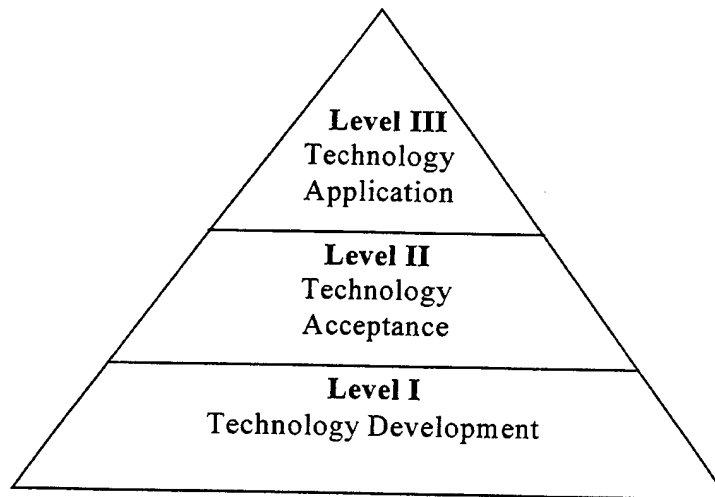 Level III
Technology
Application
Level II
Technology
Acceptance
Level I
Technology Development